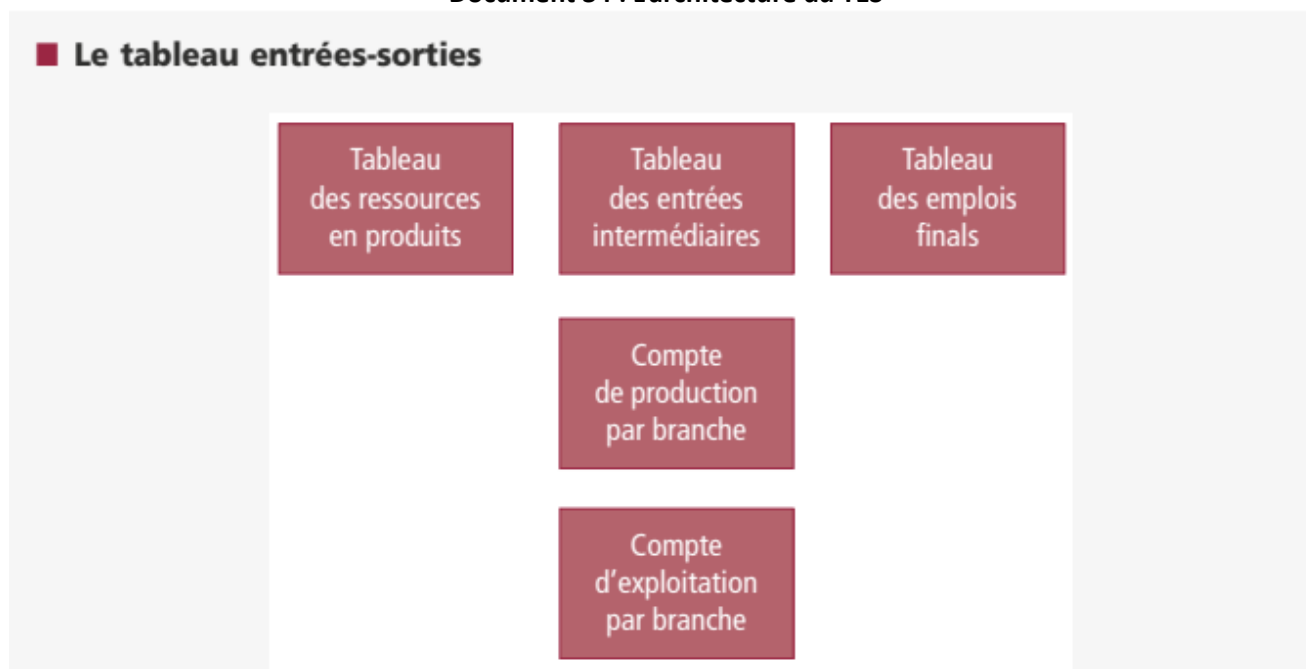 Le tableau entrées-sorties
Tableau
des ressources
en produits
Tableau
des entrées
intermédiaires
Tableau
des emplois
finals
Compte
de production
par branche
Compte
d'exploitation
par branche